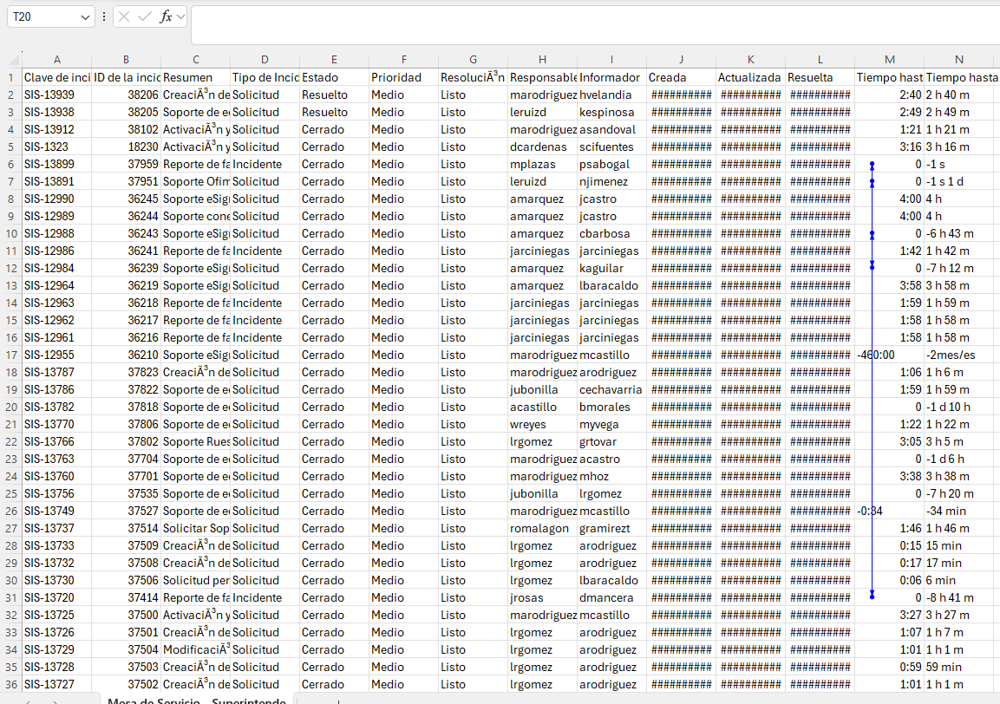 T20 fx
A B C D E F G H I J K L M N
1 Clave de inci ID de la incid Resumen Tipo de Incid Estado Prioridad ResoluciÃ³n Responsable Informador Creada Actualizada Resuelta Tiempo hast Tiempo hasta
2 SIS-13939 38206 CreaciÃ³n de Solicitud Resuelto Medio Listo marodriguez hvelandia ########## ########## ########## 2:40 2 h 40 m
3 SIS-13938 38205 Soporte de e Solicitud Resuelto Medio Listo leruizd kespinosa ########## ########## ########## 2:49 2 h 49 m
4 SIS-13912 38102 ActivaciÃ³n y Solicitud Cerrado Medio Listo marodriguez asandoval ########## ########## ########## 1:21 1 h 21 m
5 SIS-1323 18230 ActivaciÃ³n y Solicitud Cerrado Medio Listo dcardenas scifuentes ########## ########## ########## 3:16 3 h 16 m
6 SIS-13899 37959 Reporte de fa Incidente Cerrado Medio Listo mplazas psabogal ########## ########## ########## 0 -1 s
7 SIS-13891 37951 Soporte Ofim Solicitud Cerrado Medio Listo leruizd njimenez ########## ########## ########## 0 -1 s 1 d
8 SIS-12990 36245 Soporte eSig Solicitud Cerrado Medio Listo amarquez jcastro ########## ########## ########## 4:00 4 h
9 SIS-12989 36244 Soporte cone Solicitud Cerrado Medio Listo amarquez jcastro ########## ########## ########## 4:00 4 h
10 SIS-12988 36243 Soporte eSig Solicitud Cerrado Medio Listo amarquez cbarbosa ########## ########## ########## 0 -6 h 43 m
11 SIS-12986 36241 Reporte de fa Incidente Cerrado Medio Listo jarciniegas jarciniegas ########## ########## ########## 1:42 1 h 42 m
12 SIS-12984 36239 Soporte eSig Solicitud Cerrado Medio Listo amarquez kaguilar ########## ########## ########## 0 -7 h 12 m
13 SIS-12964 36219 Soporte eSig Solicitud Cerrado Medio Listo amarquez lbaracaldo ########## ########## ########## 3:58 3 h 58 m
14 SIS-12963 36218 Reporte de fa Incidente Cerrado Medio Listo jarciniegas jarciniegas ########## ########## ########## 1:59 1 h 59 m
15 SIS-12962 36217 Reporte de fa Incidente Cerrado Medio Listo jarciniegas jarciniegas ########## ########## ########## 1:58 1 h 58 m
16 SIS-12961 36216 Reporte de fa Incidente Cerrado Medio Listo jarciniegas jarciniegas ########## ########## ########## 1:58 1 h 58 m
17 SIS-12955 36210 Soporte eSig Solicitud Cerrado Medio Listo marodriguez mcastillo ########## ########## ########## -460:00 -2mes/es
18 SIS-13787 37823 CreaciÃ³n de Solicitud Cerrado Medio Listo marodriguez arodriguez ########## ########## ########## 1:06 1 h 6 m
19 SIS-13786 37822 Soporte de e Solicitud Cerrado Medio Listo jubonilla cechavarria ########## ########## ########## 1:59 1 h 59 m
20 SIS-13782 37818 Soporte de e Solicitud Cerrado Medio Listo acastillo bmorales ########## ########## ########## 0 -1 d 10 h
21 SIS-13770 37806 Soporte de e Solicitud Cerrado Medio Listo wreyes myvega ########## ########## ########## 1:22 1 h 22 m
22 SIS-13766 37802 Soporte Rues Solicitud Cerrado Medio Listo lrgomez grtovar ########## ########## ########## 3:05 3 h 5 m
23 SIS-13763 37704 Soporte de e Solicitud Cerrado Medio Listo marodriguez acastro ########## ########## ########## 0 -1 d 6 h
24 SIS-13760 37701 Soporte de e Solicitud Cerrado Medio Listo marodriguez mhoz ########## ########## ########## 3:38 3 h 38 m
25 SIS-13756 37535 Soporte de e Solicitud Cerrado Medio Listo jubonilla lrgomez ########## ########## ########## 0 -7 h 20 m
26 SIS-13749 37527 Soporte de e Solicitud Cerrado Medio Listo marodriguez mcastillo ########## ########## ########## -0:34 -34 min
27 SIS-13737 37514 Solicitar Sop Solicitud Cerrado Medio Listo romalagon gramirezt ########## ########## ########## 1:46 1 h 46 m
28 SIS-13733 37509 CreaciÃ³n de Solicitud Cerrado Medio Listo lrgomez arodriguez ########## ########## ########## 0:15 15 min
29 SIS-13732 37508 CreaciÃ³n de Solicitud Cerrado Medio Listo lrgomez arodriguez ########## ########## ########## 0:17 17 min
30 SIS-13730 37506 Solicitud per Solicitud Cerrado Medio Listo lrgomez lbaracaldo ########## ########## ########## 0:06 6 min
31 SIS-13720 37414 Reporte de fa Incidente Cerrado Medio Listo jrosas dmancera ########## ########## ########## 0 -8 h 41 m
32 SIS-13725 37500 ActivaciÃ³n y Solicitud Cerrado Medio Listo marodriguez mcastillo ########## ########## ########## 3:27 3 h 27 m
33 SIS-13726 37501 CreaciÃ³n de Solicitud Cerrado Medio Listo lrgomez arodriguez ########## ########## ########## 1:07 1 h 7 m
34 SIS-13729 37504 ModificaciÃ³ Solicitud Cerrado Medio Listo lrgomez arodriguez ########## ########## ########## 1:01 1 h 1 m
35 SIS-13728 37503 CreaciÃ³n de Solicitud Cerrado Medio Listo lrgomez arodriguez ########## ########## ########## 0:59 59 min
36 SIS-13727 37502 CreaciÃ³n de Solicitud Cerrado Medio Listo lrgomez arodriguez ########## ########## ########## 1:01 1 h 1 m
Mesa de Servicio - Superintende